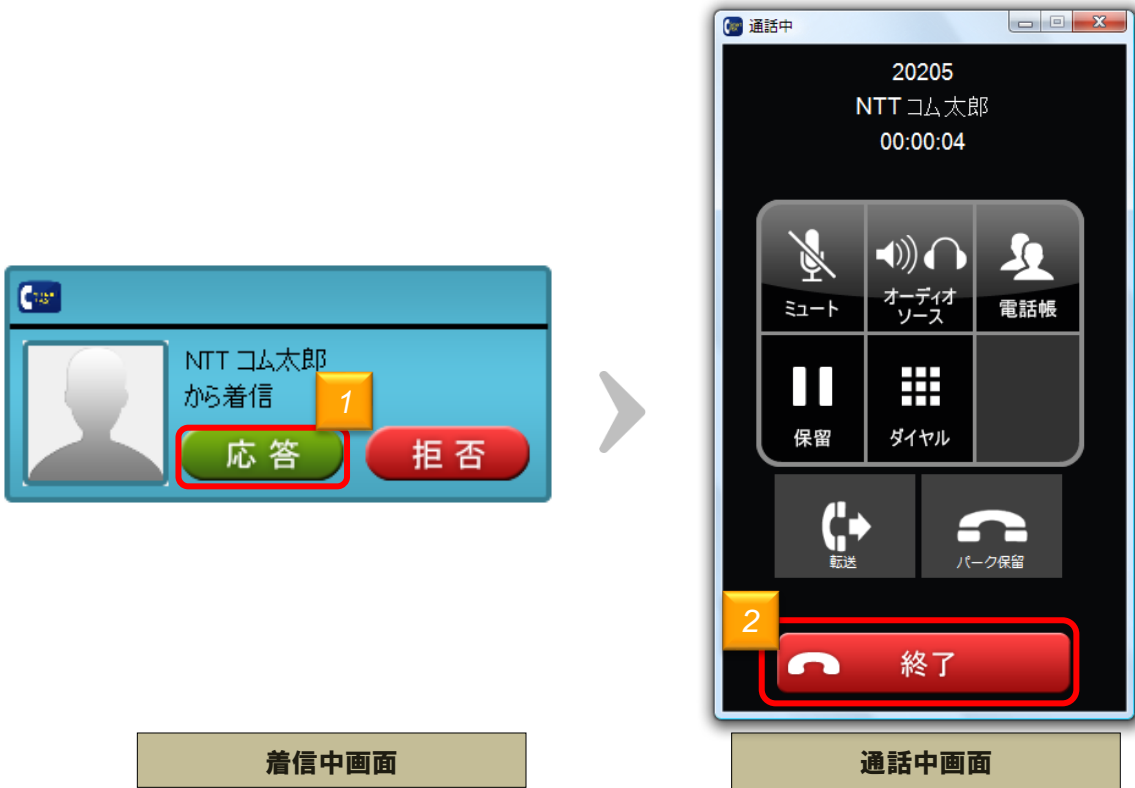 NTT コム太郎
から着信
1
応答
拒否
着信中画面
通話中
20205
NTT コム太郎
00:00:04
ミュート
オーディオ
ソース
電話帳
保留
ダイヤル
転送
パーク保留
2
終了
通話中画面